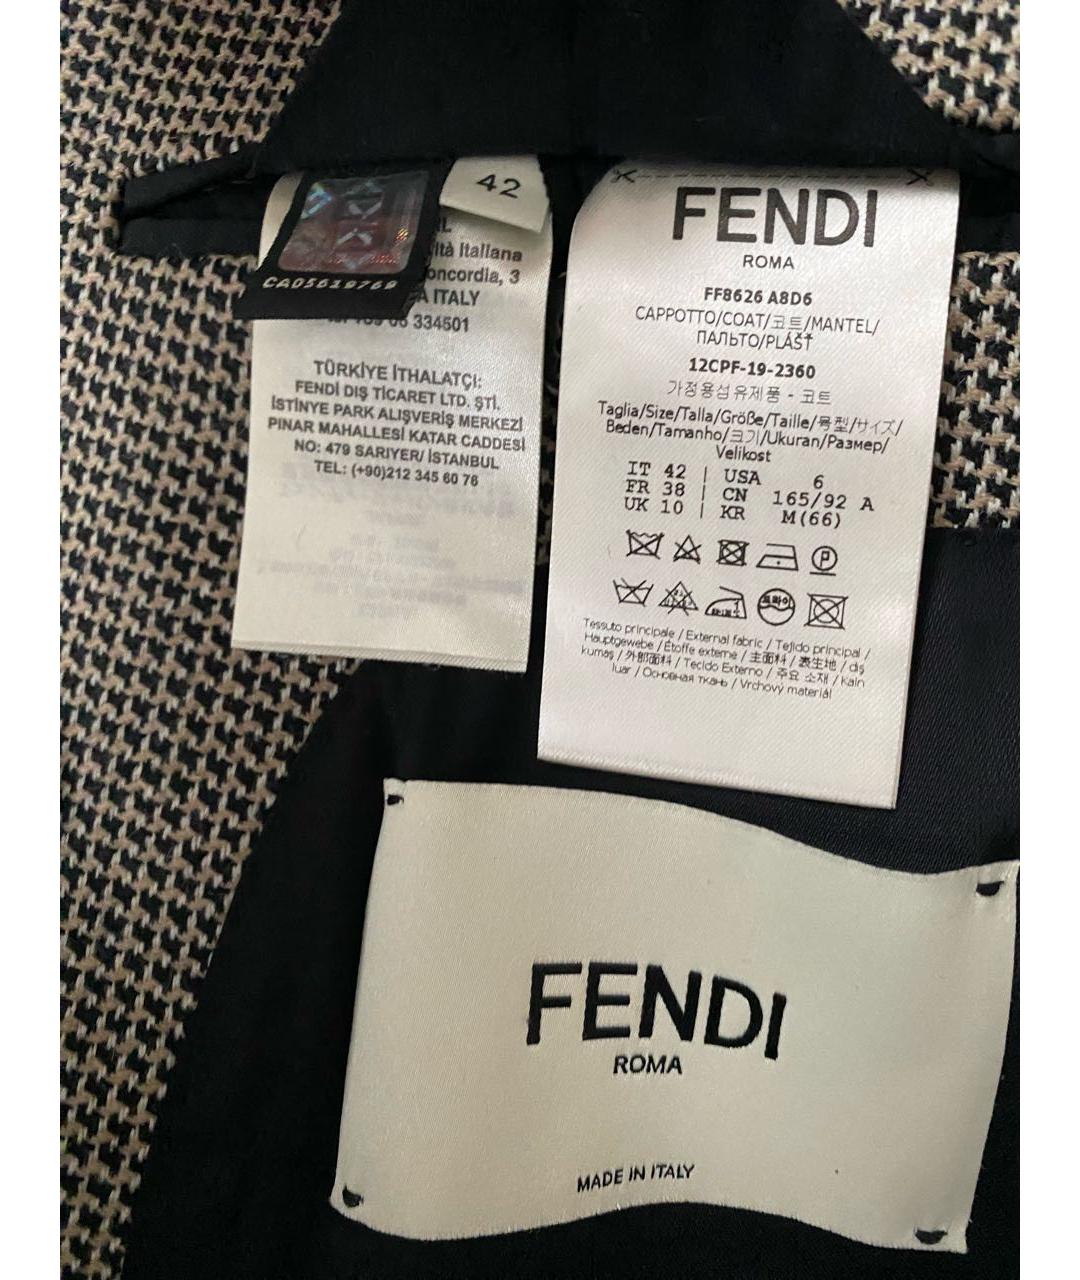 42
CA05619769
ltà Italiana
oncordia, 3
A ITALY
334501
TÜRKİYE İTHALATÇI:
FENDİ DIŞ TİCARET LTD. ŞTİ.
İSTİNYE PARK ALIŞVERİŞ MERKEZİ
PINAR MAHALLESİ KATAR CADDESİ
NO: 479 SARIYER/ İSTANBUL
TEL: (+90)212 345 60 76
FENDI
ROMA
FF8626 A8D6
CAPPOTTO/COAT/코트/MANTEL/
ПАЛЬТО/PLÁŠŤ
12CPF-19-2360
가정용섬유제품 - 코트
Taglia/Size/Talla/Größe/Taille/号型/サイズ/
Beden/Tamanho/크기/Ukuran/Размер/
Velikost
IT 42 | USA 6
FR 38 | CN 165/92 A
UK 10 | KR M(66)
P
드라이
Tessuto principale / External fabric / Tejido principal /
Hauptgewebe / Étoffe externe / 主面料 / 表生地 / dış
kumaş / 外部面料 / Tecido Externo / 주요 소재 / Kain
luar / Основная ткань / Vrchový materiál
FENDI
ROMA
MADE IN ITALY